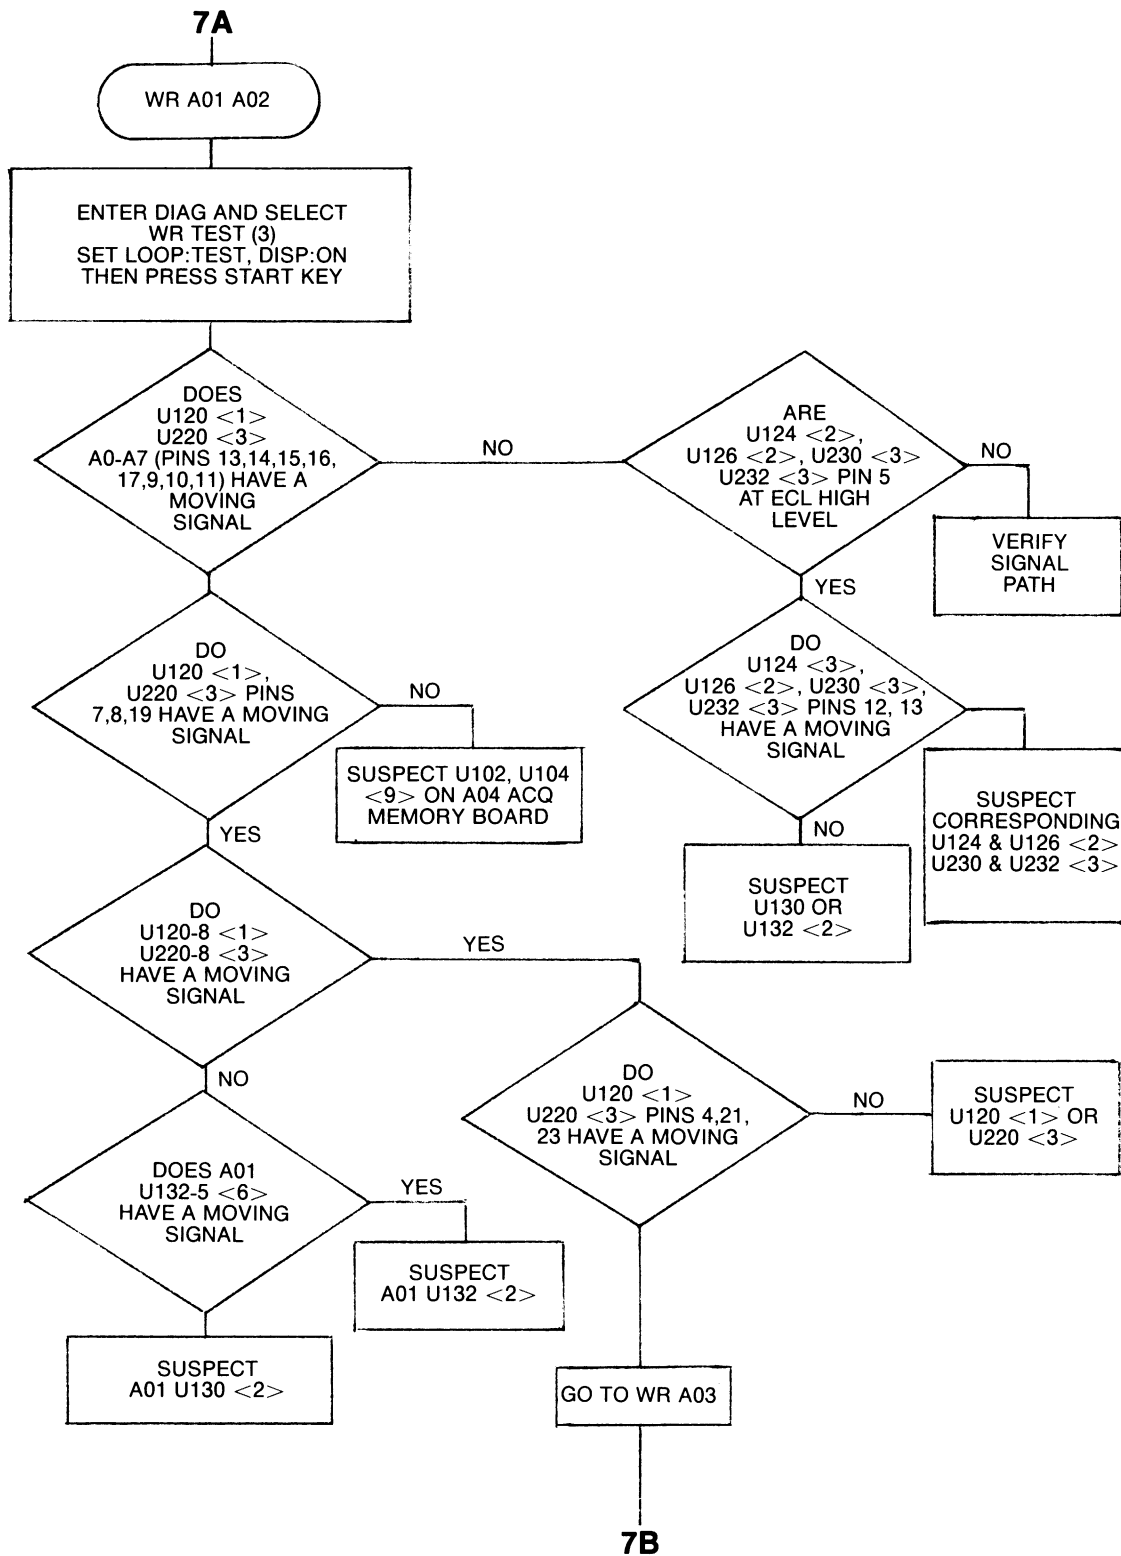 7A
WR A01 A02
ENTER DIAG AND SELECT
WR TEST (3)
SET LOOP:TEST, DISP:ON
THEN PRESS START KEY
DOES
U120 <1>
U220 <3>
A0-A7 (PINS 13,14,15,16,
17,9,10,11) HAVE A
MOVING
SIGNAL
NO
ARE
U124 <2>,
U126 <2>, U230 <3>
U232 <3> PIN 5
AT ECL HIGH
LEVEL
NO
VERIFY
SIGNAL
PATH
YES
DO
U120 <1>,
U220 <3> PINS
7,8,19 HAVE A MOVING
SIGNAL
NO
SUSPECT U102, U104
<9> ON A04 ACQ
MEMORY BOARD
YES
DO
U124 <3>,
U126 <2>, U230 <3>,
U232 <3> PINS 12, 13
HAVE A MOVING
SIGNAL
SUSPECT
CORRESPONDING
U124 & U126 <2>
U230 & U232 <3>
NO
SUSPECT
U130 OR
U132 <2>
DO
U120-8 <1>
U220-8 <3>
HAVE A MOVING
SIGNAL
YES
NO
DO
U120 <1>
U220 <3> PINS 4,21,
23 HAVE A MOVING
SIGNAL
NO
SUSPECT
U120 <1> OR
U220 <3>
DOES A01
U132-5 <6>
HAVE A MOVING
SIGNAL
YES
SUSPECT
A01 U132 <2>
SUSPECT
A01 U130 <2>
GO TO WR A03
7B